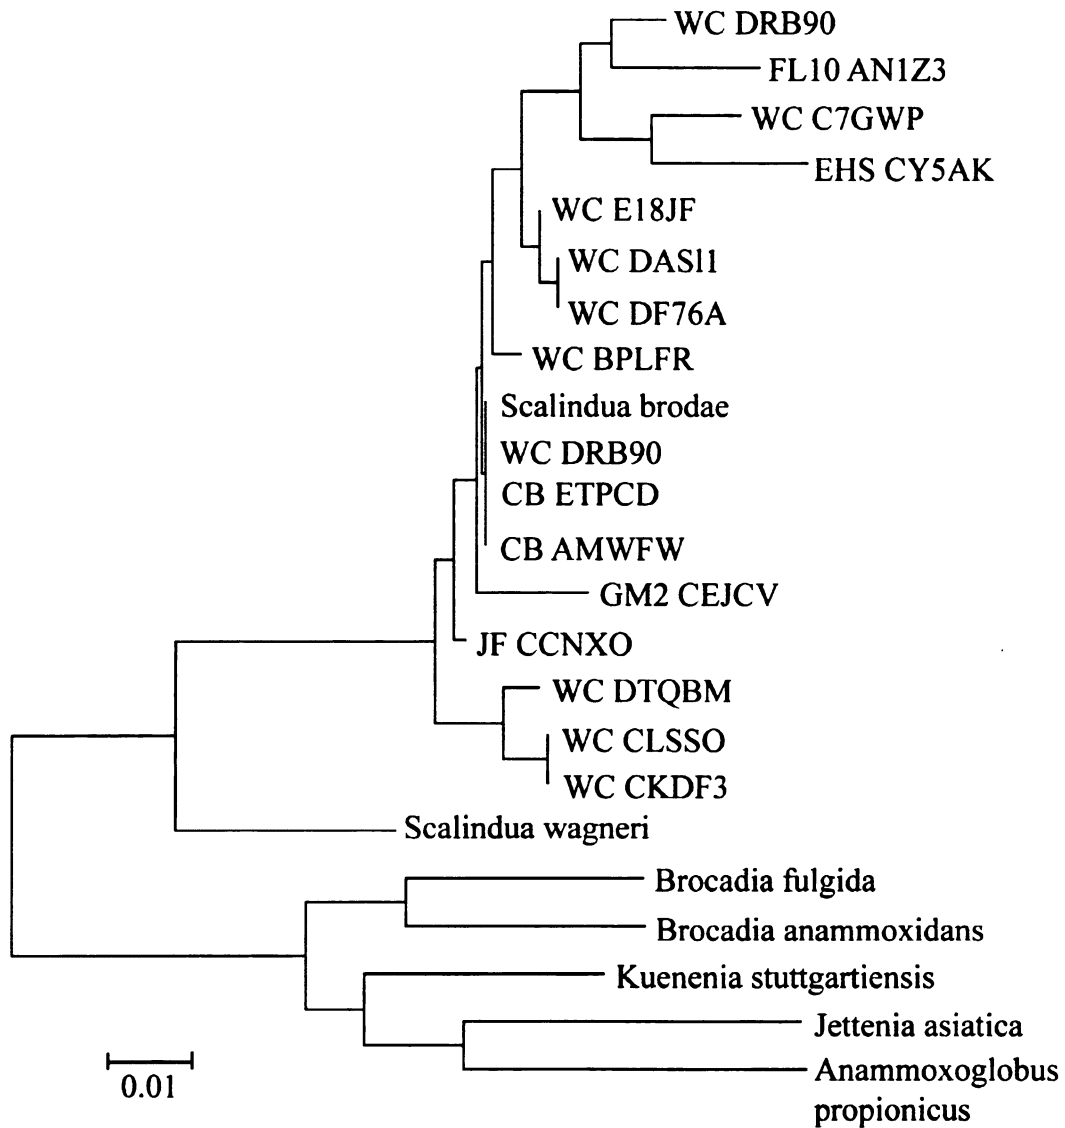 WC DRB90
FL10 AN1Z3
WC C7GWP
EHS CY5AK
WC E18JF
WC DASI1
WC DF76A
WC BPLFR
Scalindua brodae
WC DRB90
CB ETPCD
CB AMWFW
GM2 CEJCV
JF CCNXO
WC DTQBM
WC CLSSO
WC CKDF3
Scalindua wagneri
Brocadia fulgida
Brocadia anammoxidans
Kuenenia stuttgartiensis
Jettenia asiatica
Anammoxoglobus
propionicus
0.01